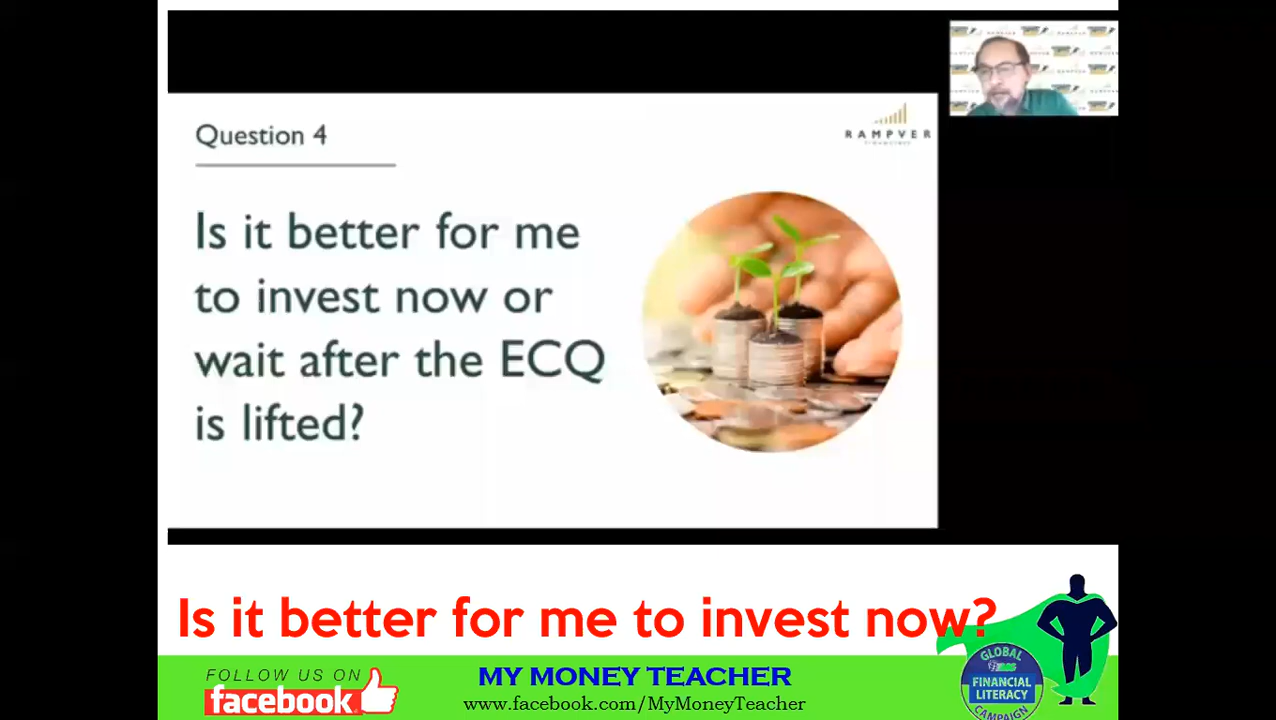 Question 4
RAMPVER
FINANCIALS
Is it better for me
to invest now or
wait after the ECQ
is lifted?
Is it better for me to invest now?
FOLLOW US ON
facebook
MY MONEY TEACHER
www.facebook.com/MyMoneyTeacher
GLOBAL
FINANCIAL
LITERACY
CAMPAIGN